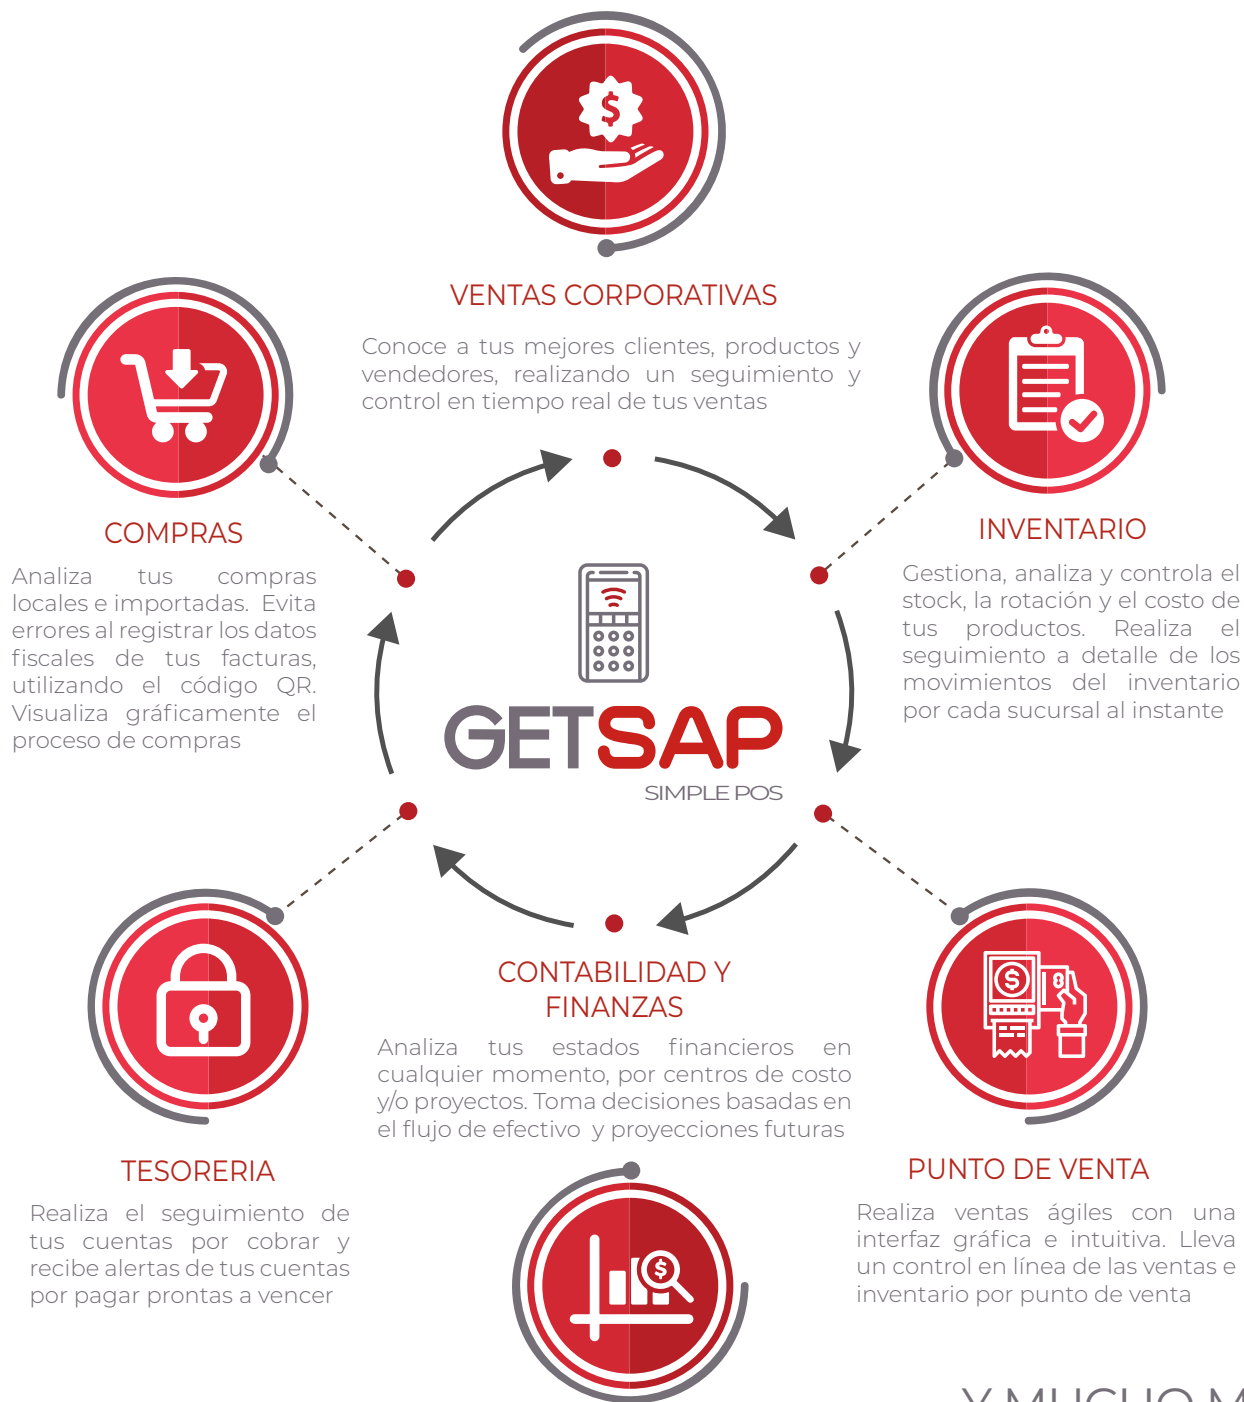 VENTAS CORPORATIVAS
Conoce a tus mejores clientes, productos y
vendedores, realizando un seguimiento y
control en tiempo real de tus ventas
COMPRAS
Analiza tus compras
locales e importadas. Evita
errores al registrar los datos
fiscales de tus facturas,
utilizando el código QR.
Visualiza gráficamente el
proceso de compras
INVENTARIO
Gestiona, analiza y controla el
stock, la rotación y el costo de
tus productos. Realiza el
seguimiento a detalle de los
movimientos del inventario
por cada sucursal al instante
GETSAP
SIMPLE POS
CONTABILIDAD Y
FINANZAS
Analiza tus estados financieros en
cualquier momento, por centros de costo
y/o proyectos. Toma decisiones basadas en
el flujo de efectivo y proyecciones futuras
TESORERIA
Realiza el seguimiento de
tus cuentas por cobrar y
recibe alertas de tus cuentas
por pagar prontas a vencer
PUNTO DE VENTA
Realiza ventas ágiles con una
interfaz gráfica e intuitiva. Lleva
un control en línea de las ventas e
inventario por punto de venta
Y MUCHO